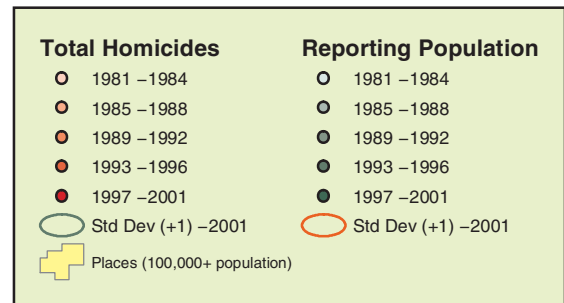 Total Homicides
1981 –1984
1985 –1988
1989 –1992
1993 –1996
1997 –2001
Std Dev (+1) –2001
Places (100,000+ population)
Reporting Population
1981 –1984
1985 –1988
1989 –1992
1993 –1996
1997 –2001
Std Dev (+1) –2001